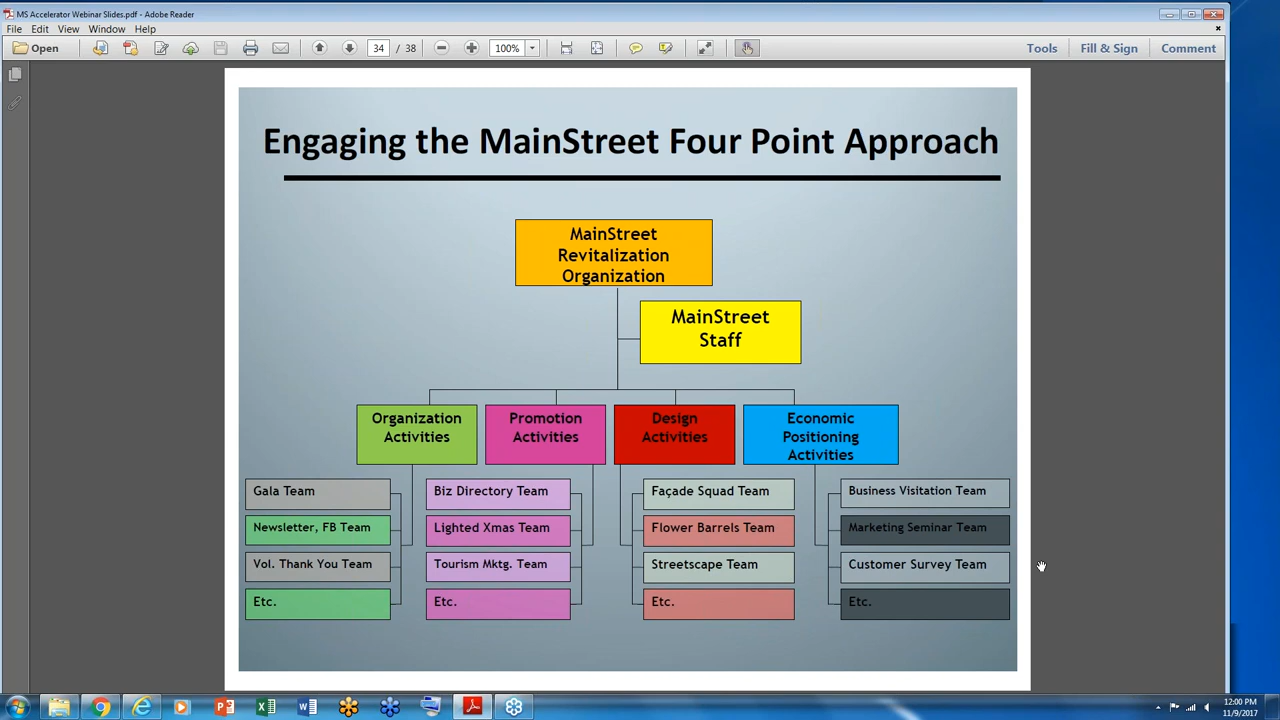 MS Accelerator Webinar Slides.pdf - Adobe Reader
File Edit View Window Help
Open 34 / 38 100% Tools Fill & Sign Comment
Engaging the MainStreet Four Point Approach
MainStreet
Revitalization
Organization
MainStreet
Staff
Organization
Activities
Promotion
Activities
Design
Activities
Economic
Positioning
Activities
Gala Team
Newsletter, FB Team
Vol. Thank You Team
Etc.
Biz Directory Team
Lighted Xmas Team
Tourism Mktg. Team
Etc.
Façade Squad Team
Flower Barrels Team
Streetscape Team
Etc.
Business Visitation Team
Marketing Seminar Team
Customer Survey Team
Etc.
12:00 PM
11/9/2017